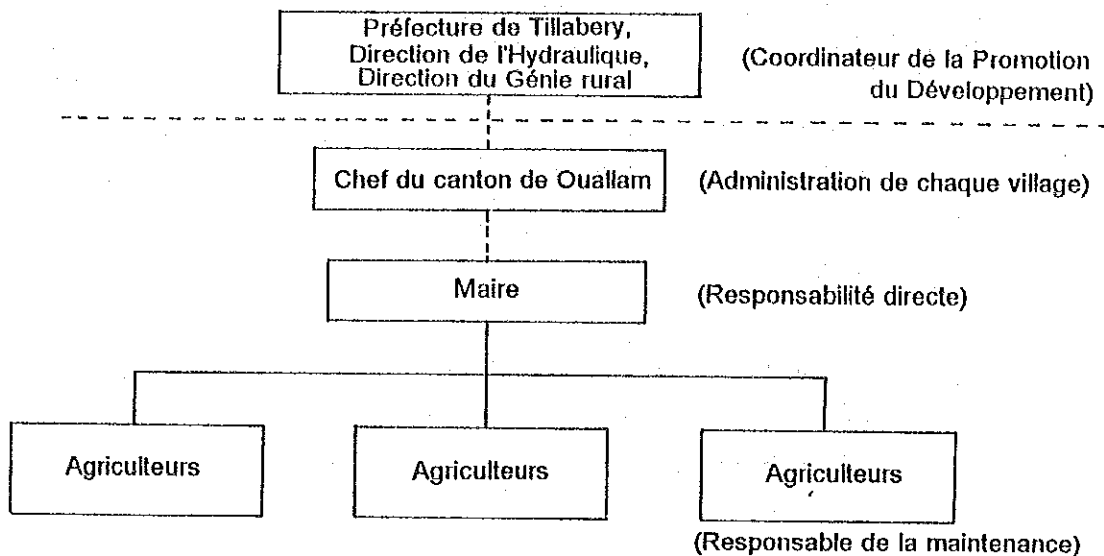 Préfecture de Tillabery,
Direction de l'Hydraulique,
Direction du Génie rural
(Coordinateur de la Promotion
du Développement)
Chef du canton de Ouallam
(Administration de chaque village)
Maire
(Responsabilité directe)
Agriculteurs
Agriculteurs
Agriculteurs
(Responsable de la maintenance)